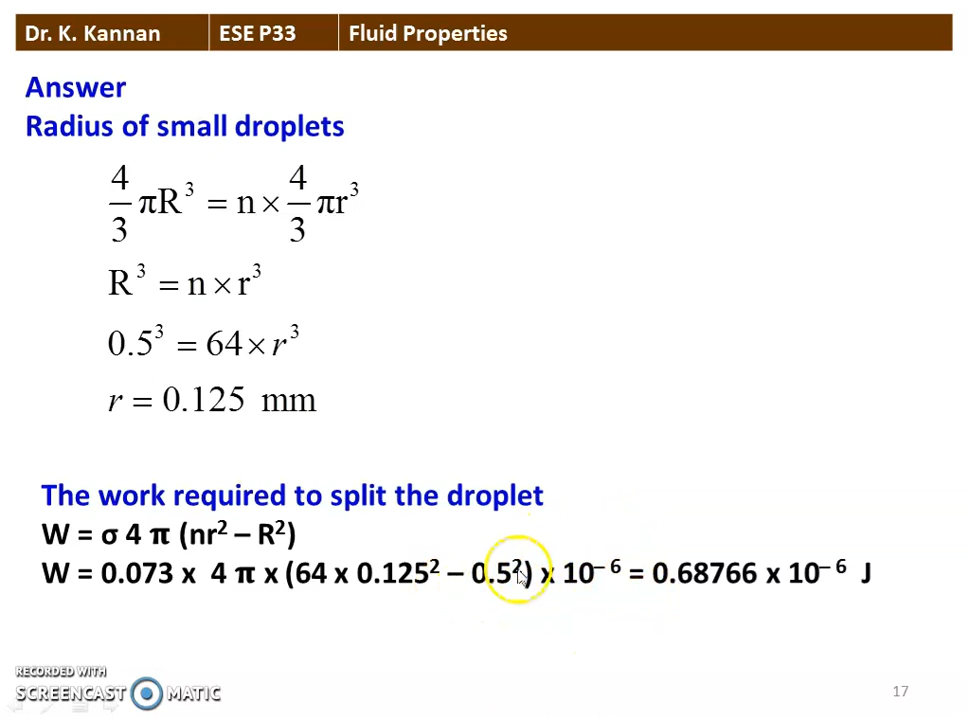 Dr. K. Kannan ESE P33 Fluid Properties
Answer
Radius of small droplets
4/3 πR³ = n × 4/3 πr³
R³ = n × r³
0.5³ = 64 × r³
r = 0.125 mm
The work required to split the droplet
W = σ 4 π (nr² – R²)
W = 0.073 x 4 π x (64 x 0.125² – 0.5²) x 10⁻⁶ = 0.68766 x 10⁻⁶ J
RECORDED WITH
SCREENCAST MATIC
17